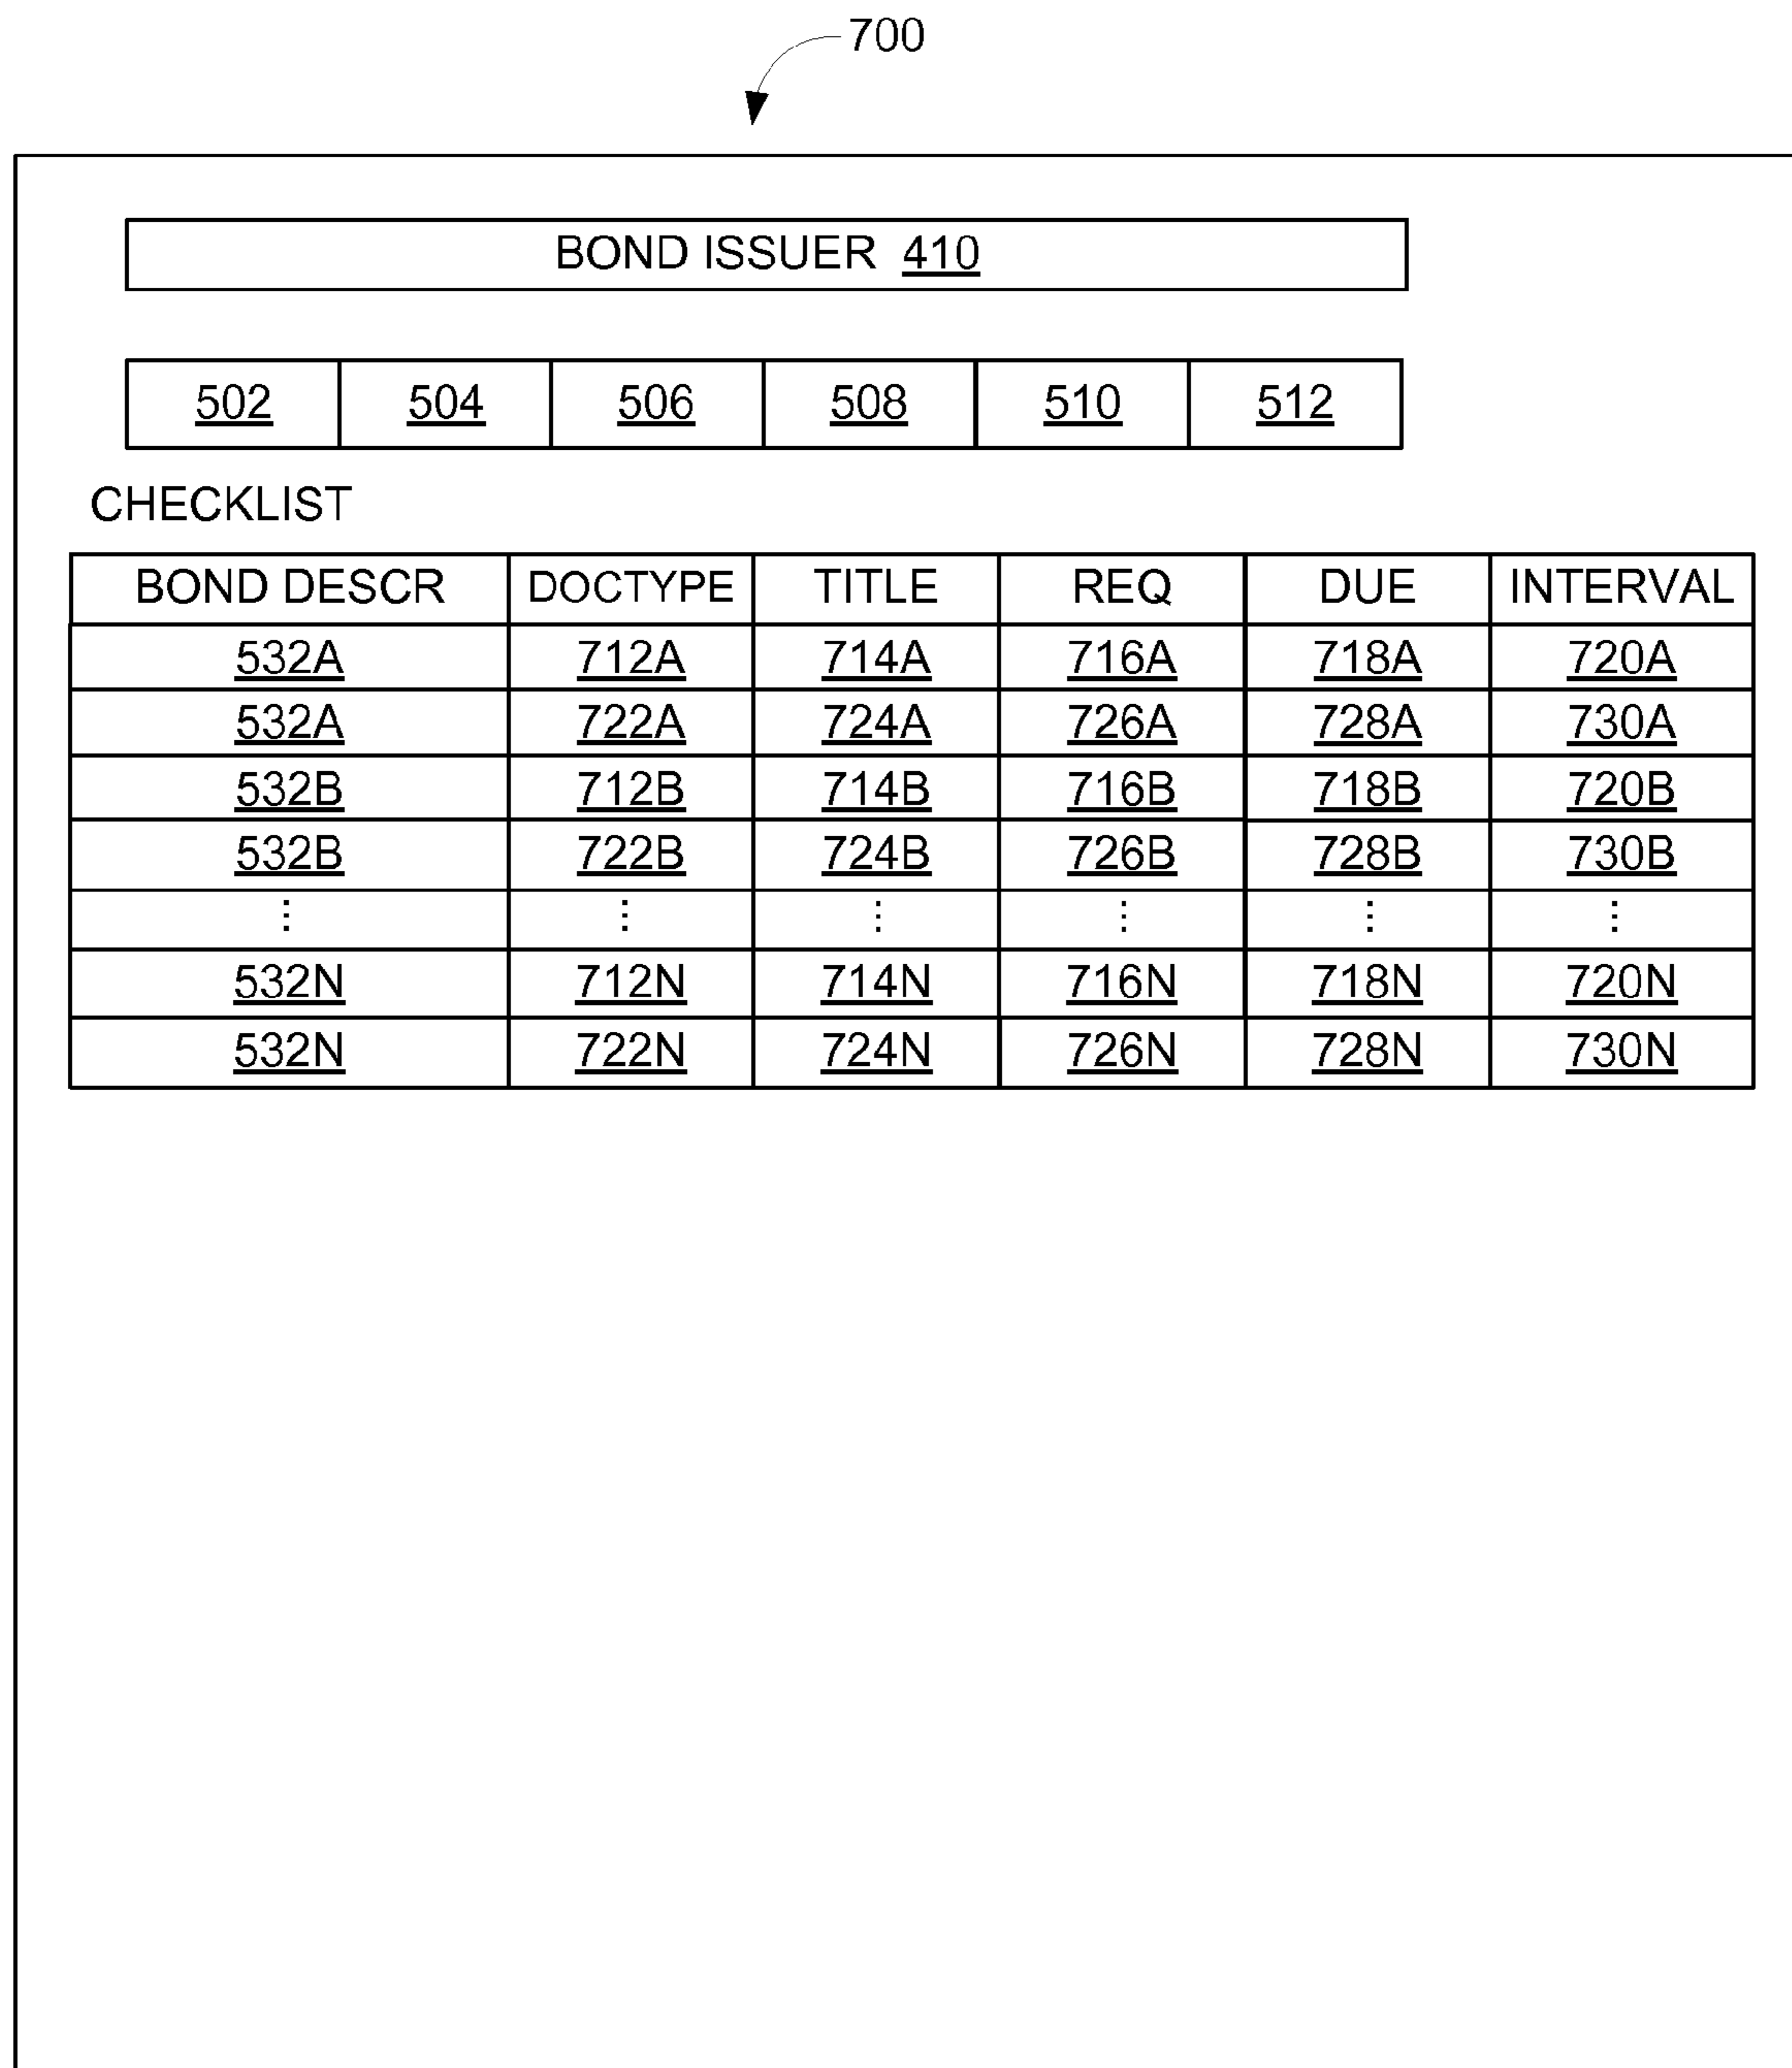 700
BOND ISSUER 410
502 504 506 508 510 512
CHECKLIST
BOND DESCR DOCTYPE TITLE REQ DUE INTERVAL
532A 712A 714A 716A 718A 720A
532A 722A 724A 726A 728A 730A
532B 712B 714B 716B 718B 720B
532B 722B 724B 726B 728B 730B
⋮ ⋮ ⋮ ⋮ ⋮ ⋮
532N 712N 714N 716N 718N 720N
532N 722N 724N 726N 728N 730N